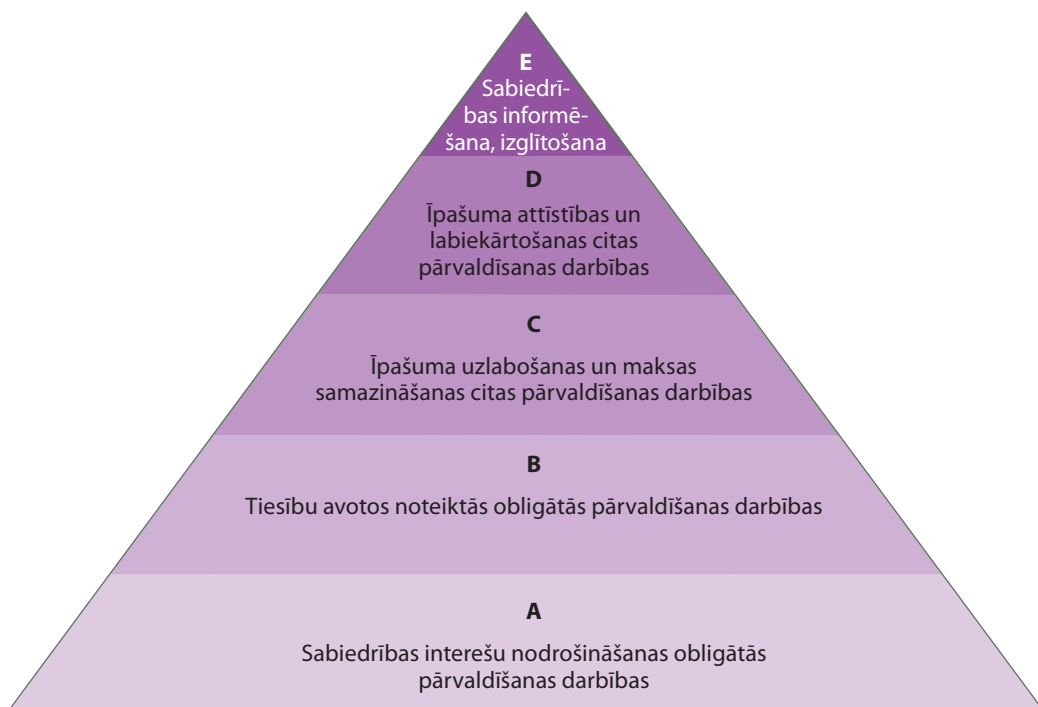 E
Sabiedrī-
bas informē-
šana, izglītošana
D
Īpašuma attīstības un
labiekārtošanas citas
pārvaldīsanas darbības
C
Īpašuma uzlabošanas un maksas
samazināšanas citas pārvaldīšanas darbības
B
Tiesību avotos noteiktās obligātās pārvaldīšanas darbības
A
Sabiedrības interešu nodrošināšanas obligātās
pārvaldīšanas darbības